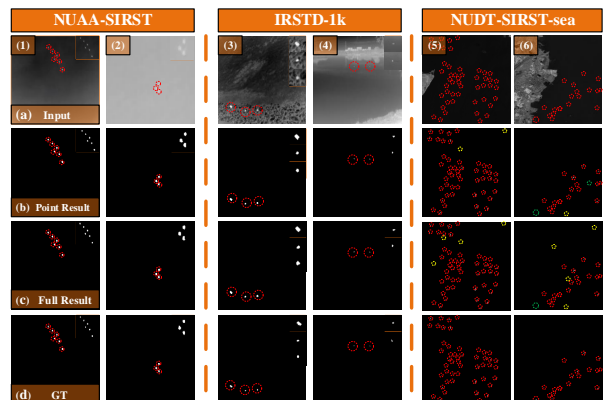 NUAA-SIRST IRSTD-1k NUDT-SIRST-sea
(1) (2) (3) (4) (5) (6)
(a) Input
(b) Point Result
(c) Full Result
(d) GT